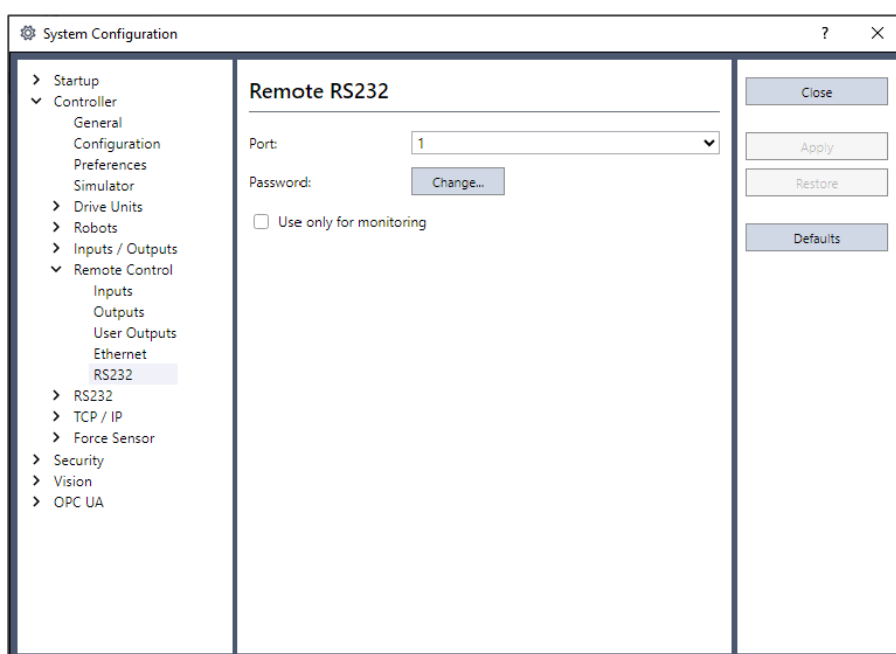 System Configuration
?
Startup
Controller
General
Configuration
Preferences
Simulator
Drive Units
Robots
Inputs / Outputs
Remote Control
Inputs
Outputs
User Outputs
Ethernet
RS232
RS232
TCP / IP
Force Sensor
Security
Vision
OPC UA
Remote RS232
Port: 1
Password: Change...
Use only for monitoring
Close
Apply
Restore
Defaults